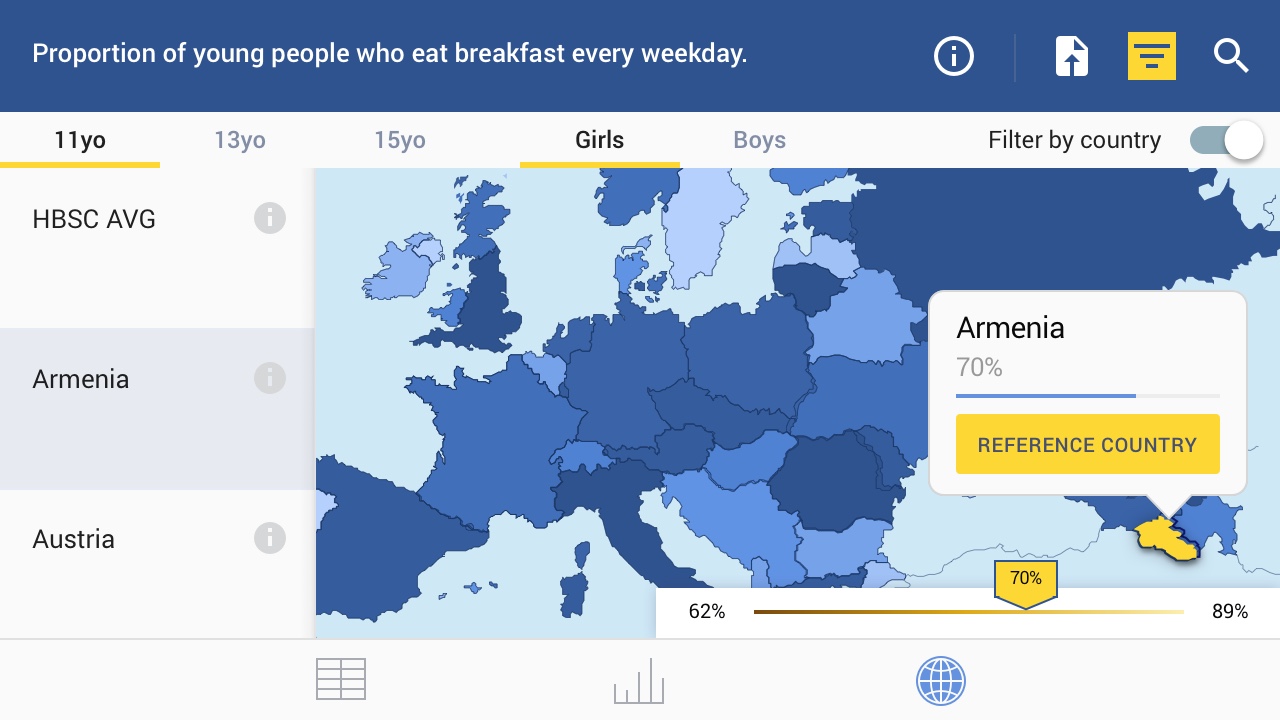 Proportion of young people who eat breakfast every weekday.
11yo 13yo 15yo Girls Boys Filter by country
HBSC AVG
Armenia
Austria
Armenia
70%
REFERENCE COUNTRY
70%
62% 89%